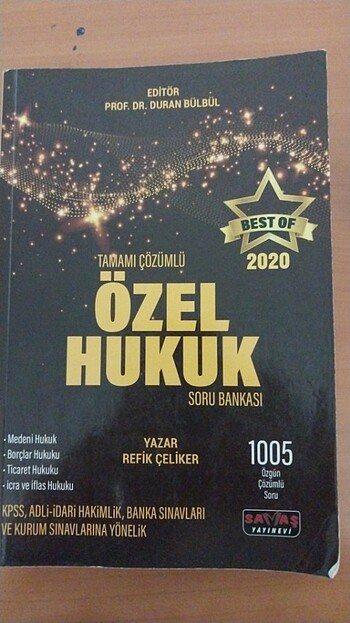 EDİTÖR
PROF. DR. DURAN BÜLBÜL
BEST OF
2020
TAMAMI ÇÖZÜMLÜ
ÖZEL
HUKUK
SORU BANKASI
- Medeni Hukuk
- Borçlar Hukuku
- Ticaret Hukuku
- icra ve iflas Hukuku
YAZAR
REFİK ÇELİKER
1005
Özgün
Çözümlü
Soru
KPSS, ADLİ-İDARİ HAKİMLİK, BANKA SINAVLARI
VE KURUM SINAVLARINA YÖNELİK
SAVAŞ
YAYINEVİ